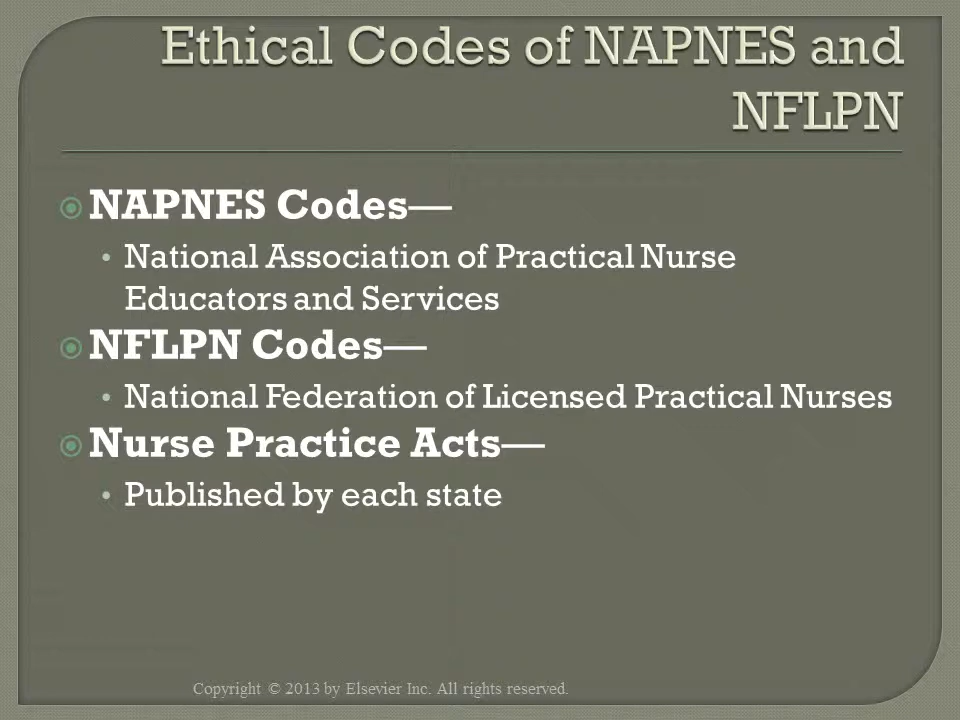 Ethical Codes of NAPNES and
NFLPN
NAPNES Codes—
• National Association of Practical Nurse
Educators and Services
NFLPN Codes—
• National Federation of Licensed Practical Nurses
Nurse Practice Acts—
• Published by each state
Copyright © 2013 by Elsevier Inc. All rights reserved.